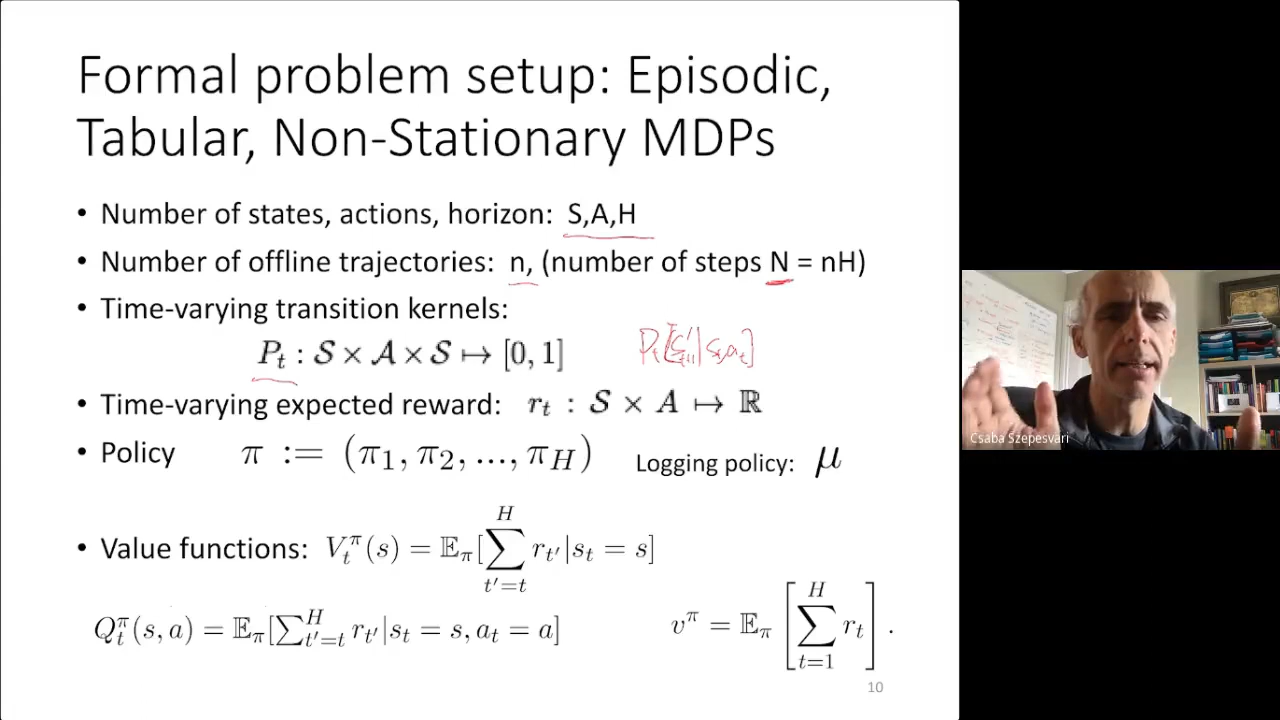 Formal problem setup: Episodic,
Tabular, Non-Stationary MDPs
• Number of states, actions, horizon: S,A,H
• Number of offline trajectories: n, (number of steps N = nH)
• Time-varying transition kernels:
P_t : 𝒮 × 𝒜 × 𝒮 ↦ [0, 1]
• Time-varying expected reward: r_t : 𝒮 × A ↦ ℝ
• Policy π := (π_1, π_2, ..., π_H) Logging policy: μ
• Value functions: V_t^π(s) = 𝔼_π[∑_{t'=t}^H r_{t'}|s_t = s]
Q_t^π(s, a) = 𝔼_π[∑_{t'=t}^H r_{t'}|s_t = s, a_t = a]
v^π = 𝔼_π [∑_{t=1}^H r_t] .
10
Csaba Szepesvari